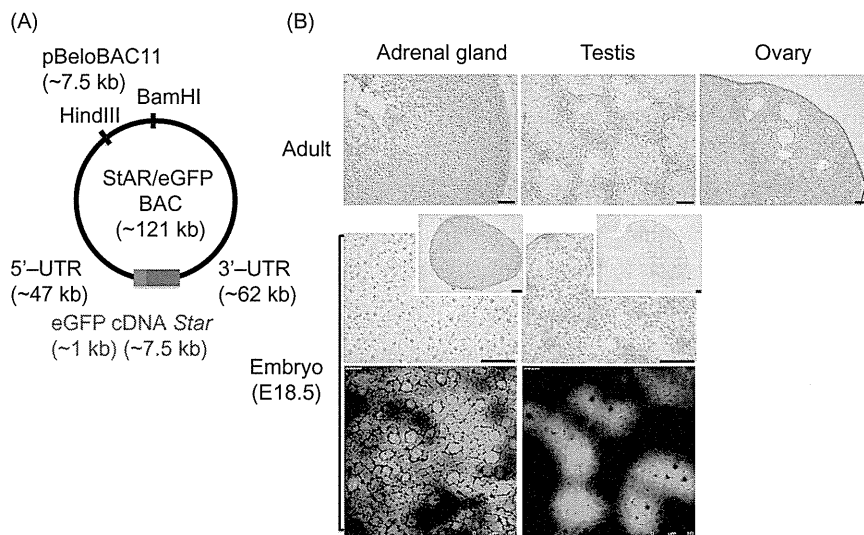 (A)
pBeloBAC11
(~7.5 kb)
HindIII
BamHI
StAR/eGFP
BAC
(~121 kb)
5'–UTR
(~47 kb)
3'–UTR
(~62 kb)
eGFP cDNA Star
(~1 kb) (~7.5 kb)
(B)
Adrenal gland
Testis
Ovary
Adult
Embryo
(E18.5)